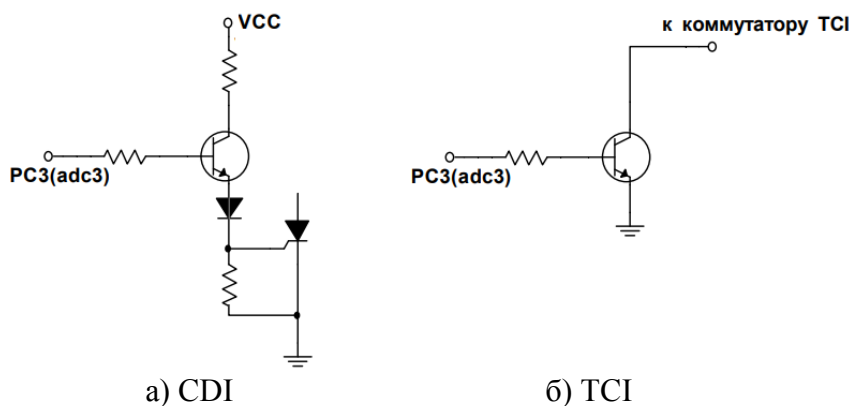 VCC
PC3(adc3)
а) CDI
к коммутатору TCI
PC3(adc3)
б) TCI